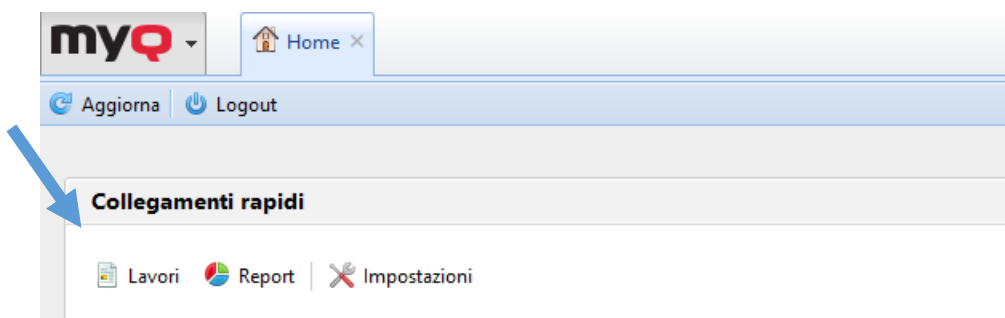 myQ
Home
Aggiorna Logout
Collegamenti rapidi
Lavori Report Impostazioni